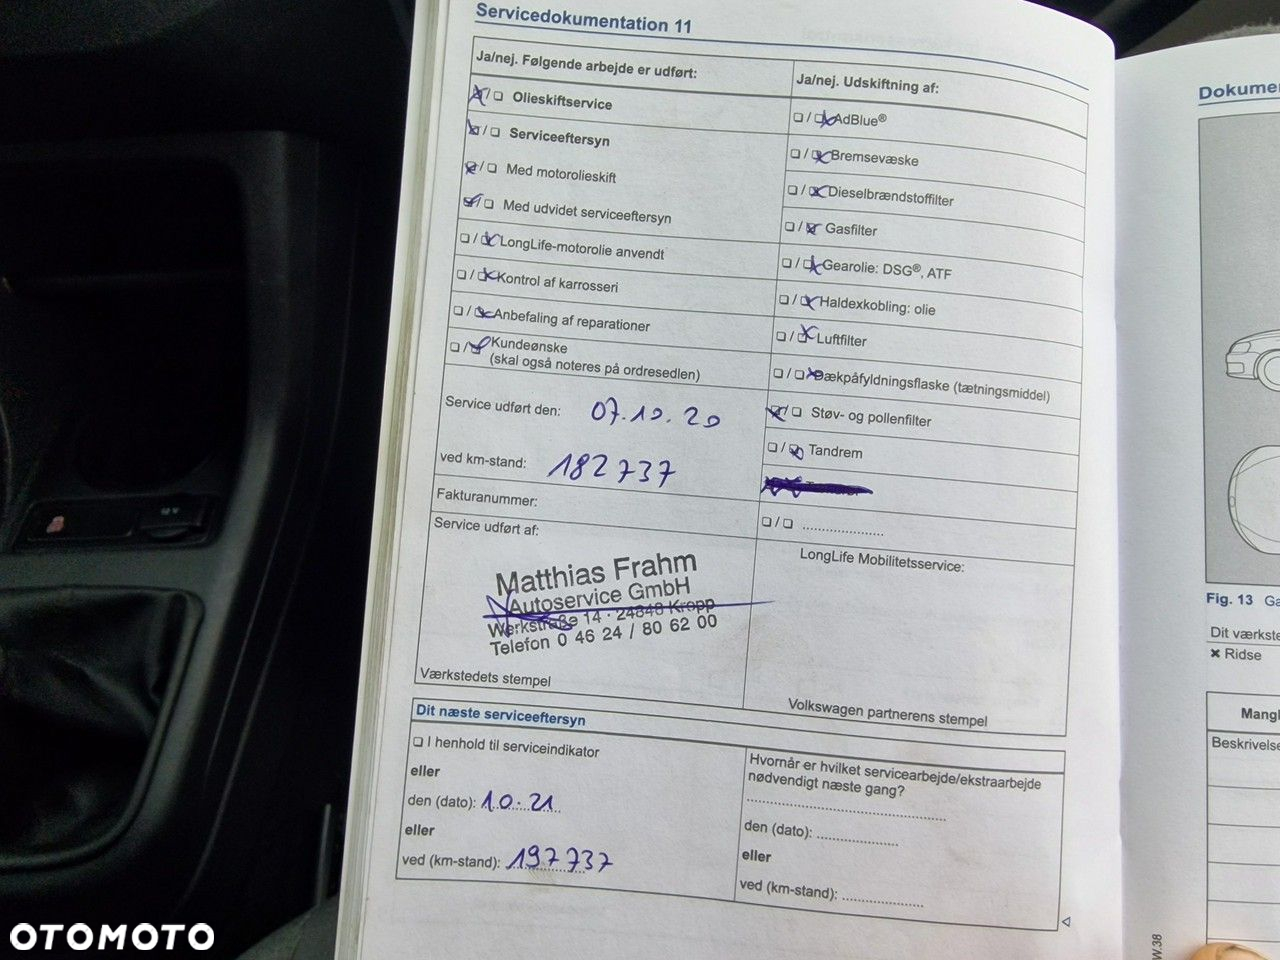 Servicedokumentation 11
Ja/nej. Følgende arbejde er udført:
Olieskiftservice
Serviceeftersyn
Med motorolieskift
Med udvidet serviceeftersyn
LongLife-motorolie anvendt
Kontrol af karrosseri
Anbefaling af reparationer
Kundeønske
(skal også noteres på ordresedlen)
Service udført den: 07.10.20
ved km-stand: 182737
Fakturanummer:
Service udført af:
Matthias Frahm
Autoservice GmbH
Werkstraße 14 · 24848 Kropp
Telefon 0 46 24 / 80 62 00
Værkstedets stempel
Ja/nej. Udskiftning af:
AdBlue®
Bremsevæske
Dieselbrændstoffilter
Gasfilter
Gearolie: DSG®, ATF
Haldexkobling: olie
Luftfilter
Dækpåfyldningsflaske (tætningsmiddel)
Støv- og pollenfilter
Tandrem
LongLife Mobilitetsservice:
Volkswagen partnerens stempel
Dit næste serviceeftersyn
I henhold til serviceindikator
eller
den (dato): 10.21
eller
ved (km-stand): 197737
Hvornår er hvilket servicearbejde/ekstraarbejde
nødvendigt næste gang?
den (dato):
eller
ved (km-stand):
Fig. 13
Dit
Ridse
W.38
OTOMOTO